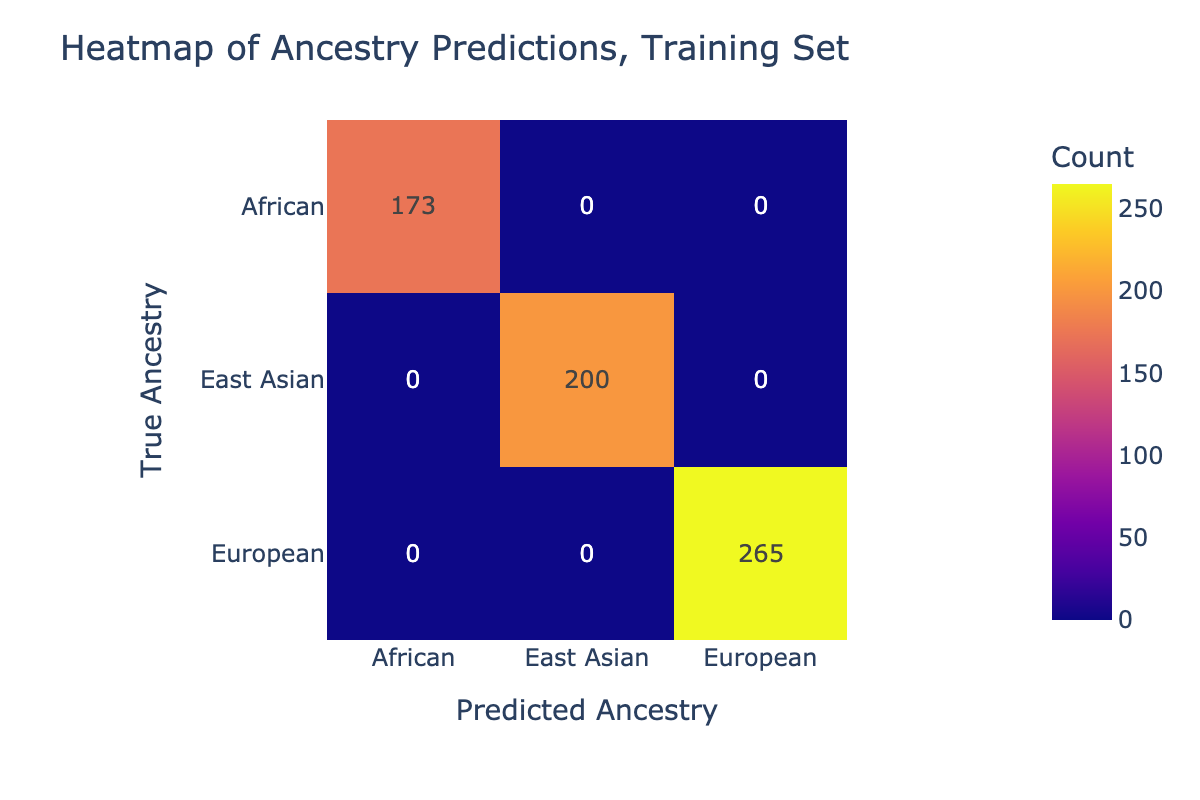 Heatmap of Ancestry Predictions, Training Set
Count
True Ancestry
African
173 0 0
East Asian
0 200 0
European
0 0 265
African East Asian European
Predicted Ancestry
250
200
150
100
50
0